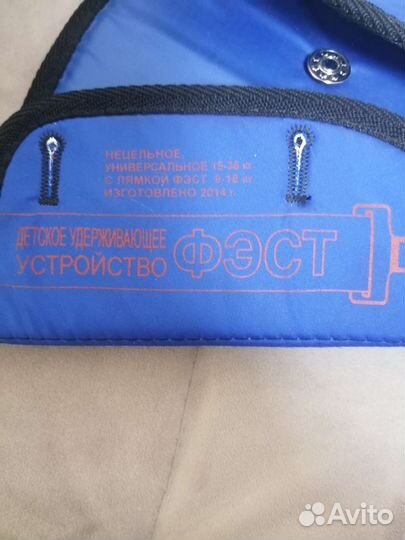 НЕЦЕЛЬНОЕ
УНИВЕРСАЛЬНОЕ 15-36 кг
С ЛЯМКОЙ ФЭСТ 9-18 кг
ИЗГОТОВЛЕНО 2014 г.
ДЕТСКОЕ УДЕРЖИВАЮЩЕЕ
УСТРОЙСТВО ФЭСТ
Avito